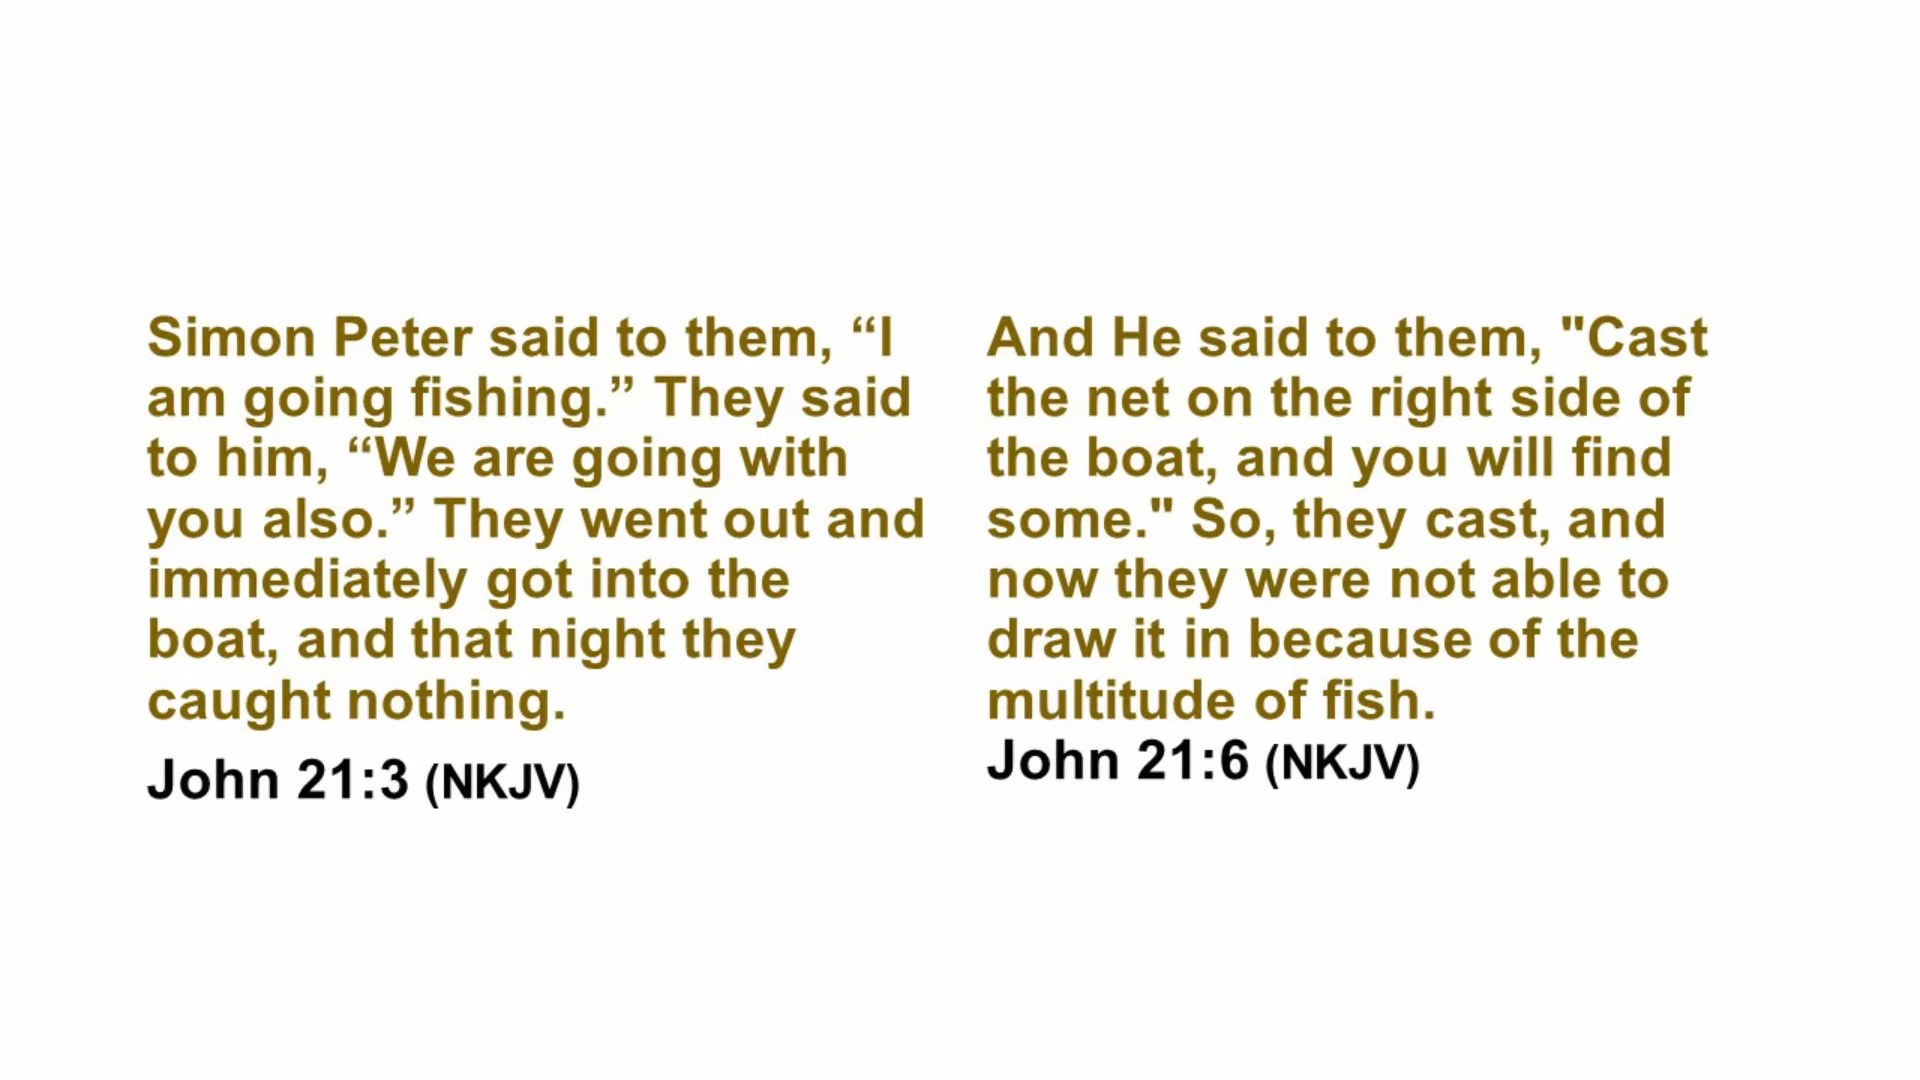 Simon Peter said to them, “I
am going fishing.” They said
to him, “We are going with
you also.” They went out and
immediately got into the
boat, and that night they
caught nothing.
John 21:3 (NKJV)
And He said to them, "Cast
the net on the right side of
the boat, and you will find
some." So, they cast, and
now they were not able to
draw it in because of the
multitude of fish.
John 21:6 (NKJV)